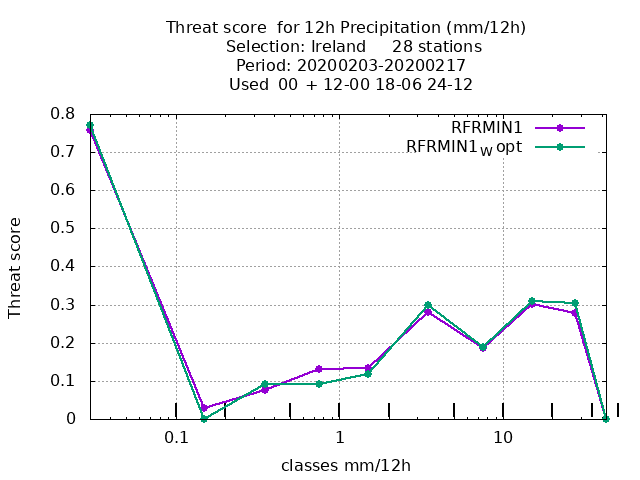 Threat score  for 12h Precipitation (mm/12h)
Selection: Ireland     28 stations
Period: 20200203-20200217
Used  00  + 12-00 18-06 24-12
RFRMIN1
RFRMIN1W opt
0.8
0.7
0.6
0.5
0.4
0.3
0.2
0.1
0
Threat score
0.1 1 10
classes mm/12h